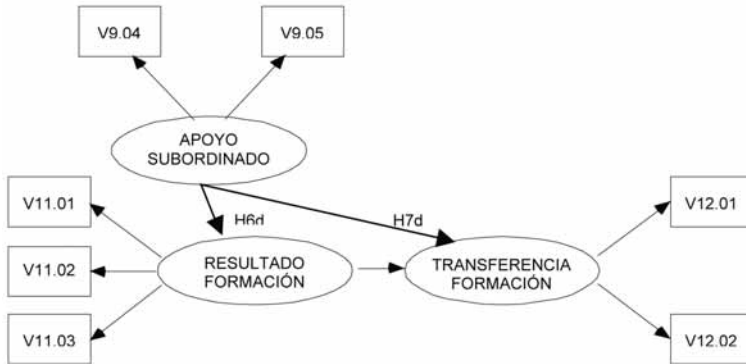 V9.04
V9.05
APOYO
SUBORDINADO
V11.01
V12.01
H6d
H7d
V11.02
RESULTADO
FORMACIÓN
TRANSFERENCIA
FORMACIÓN
V11.03
V12.02